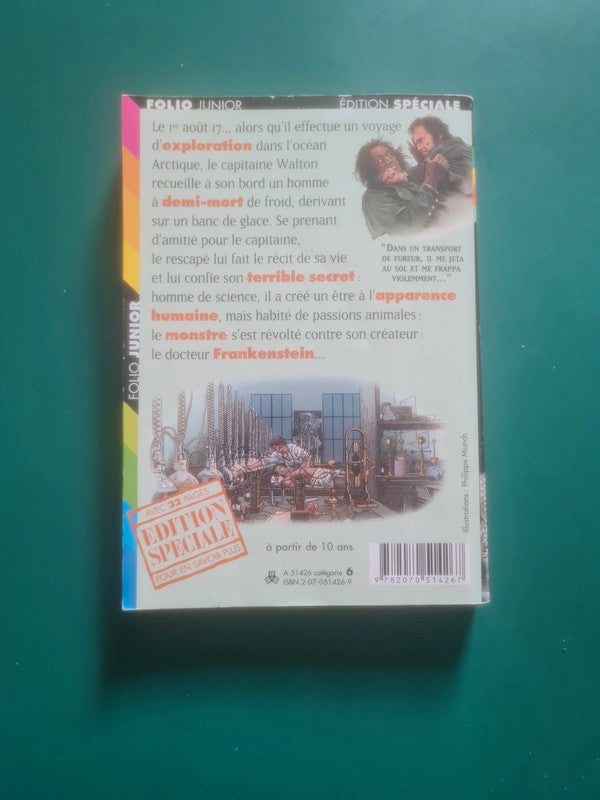 FOLIO JUNIOR
ÉDITION SPÉCIALE
Le 1er août 17.., alors qu'il effectue un voyage
d'exploration dans l'océan
Arctique, le capitaine Walton
recueille à son bord un homme
à demi-mort de froid, dérivant
sur un banc de glace. Se prenant
d'amitié pour le capitaine,
le rescapé lui fait le récit de sa vie
et lui confie son terrible secret :
homme de science, il a créé un être à l'apparence
humaine, mais habité de passions animales ;
le monstre s'est révolté contre son créateur :
le docteur Frankenstein...
"DANS UN TRANSPORT
DE FUREUR, IL ME JETA
AU SOL ET ME FRAPPA
VIOLEMMENT..."
FOLIO JUNIOR
Illustrations : Philippe Munch
AVEC 32 PAGES
EDITION
SPÉCIALE
POUR EN SAVOIR PLUS
à partir de 10 ans
A 51426 catégorie 6
ISBN 2-07-051426-9
9 782070 514267